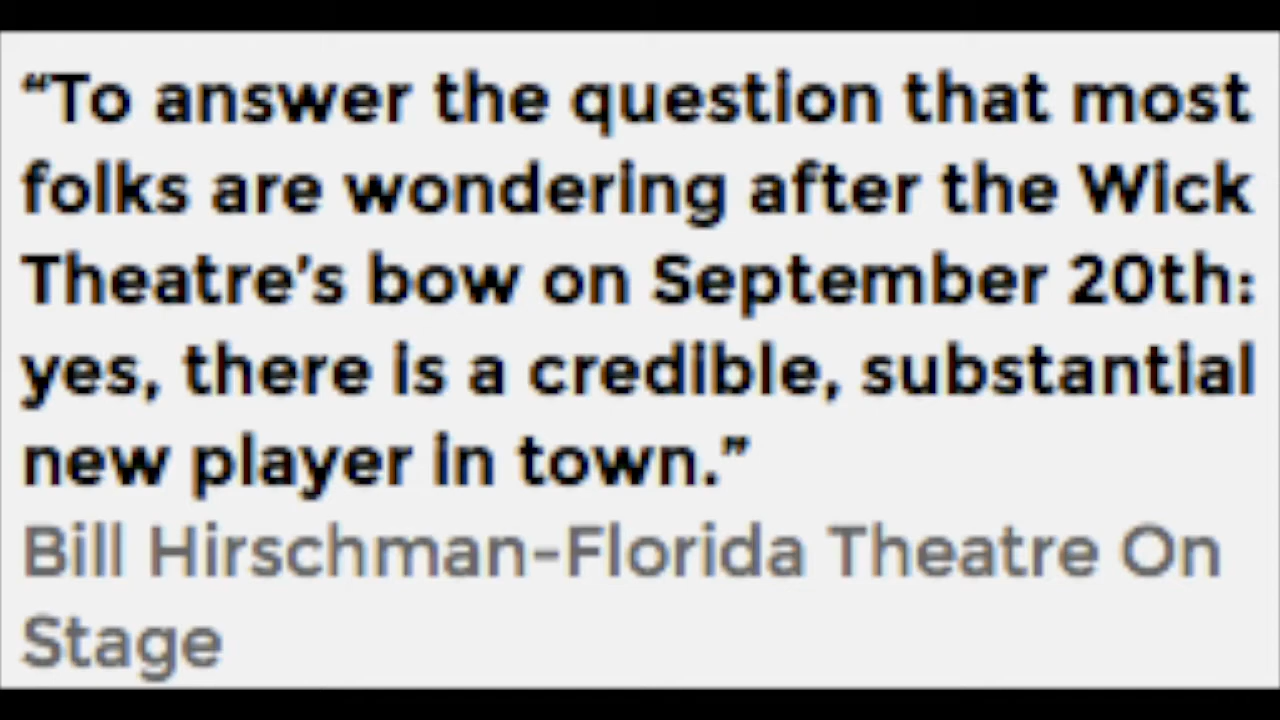 “To answer the question that most
folks are wondering after the Wick
Theatre’s bow on September 20th:
yes, there is a credible, substantial
new player in town.”
Bill Hirschman-Florida Theatre On
Stage